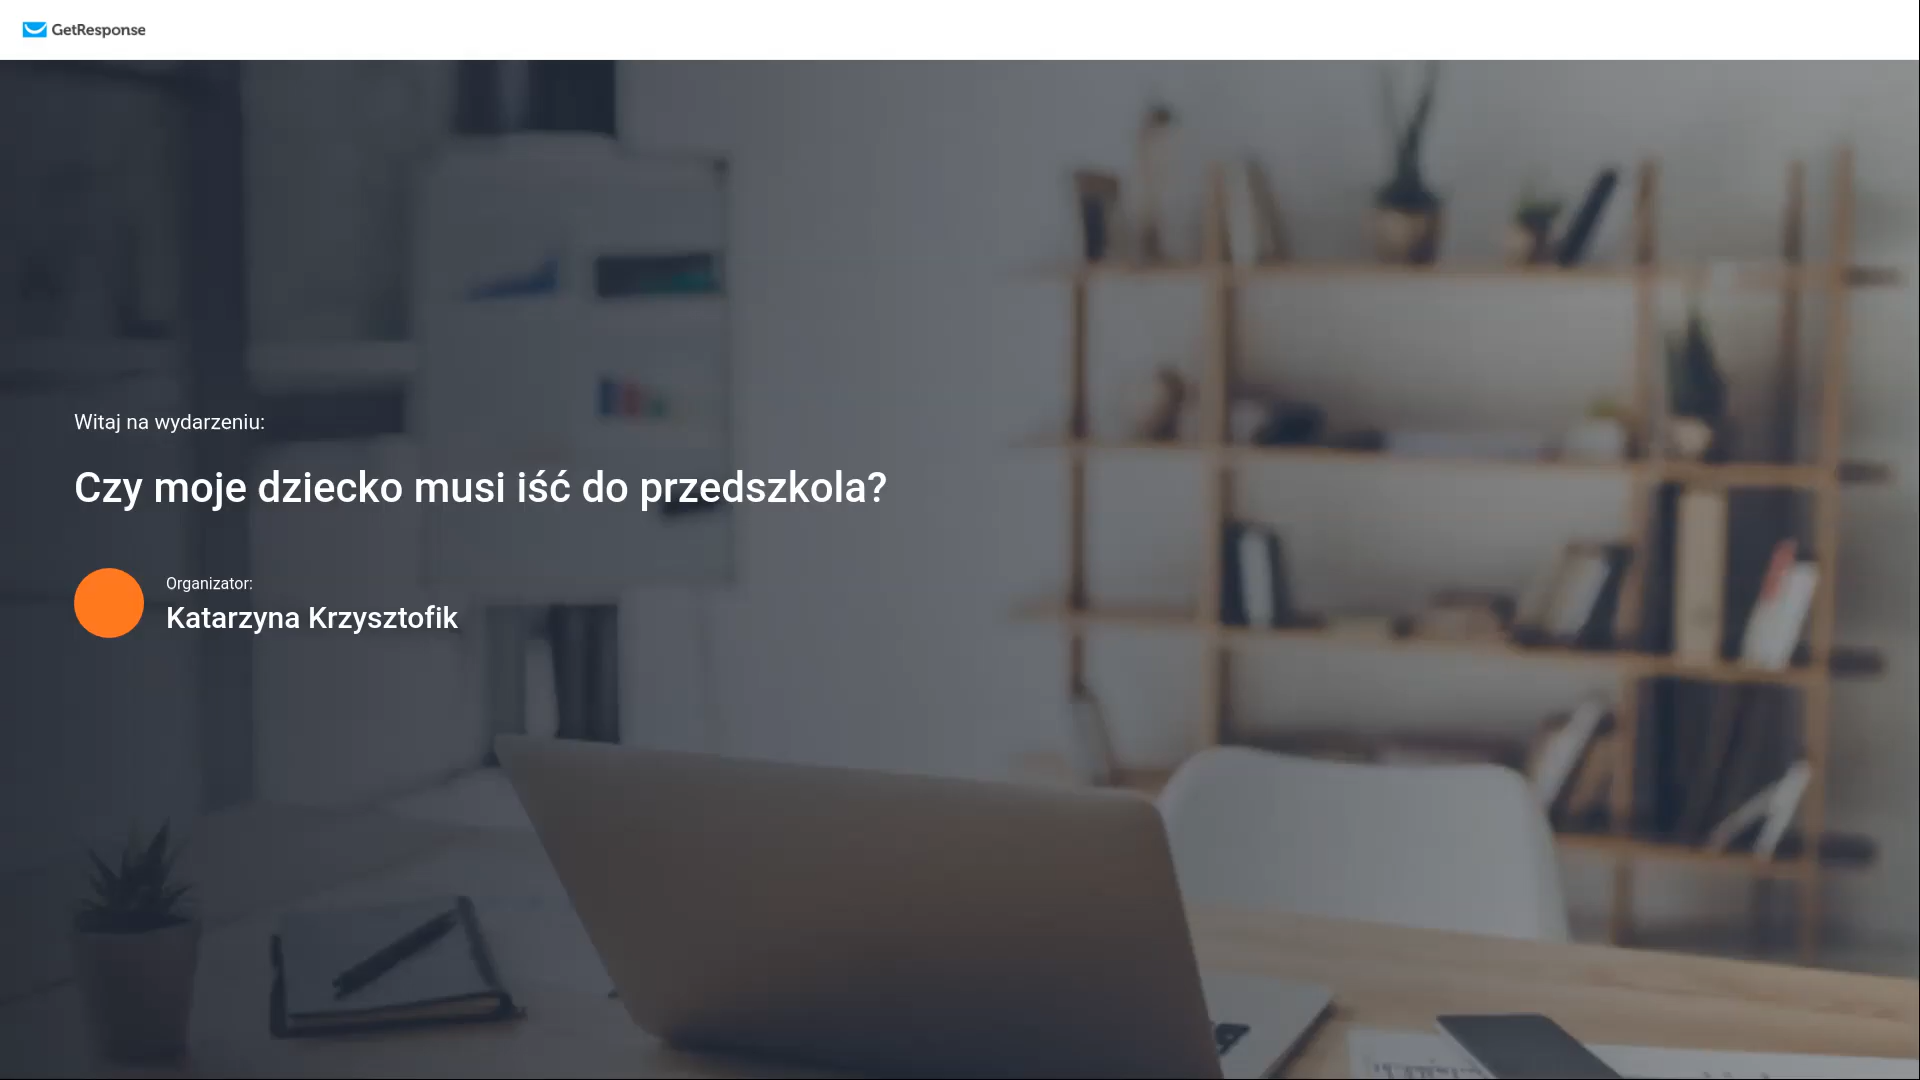 GetResponse
Witaj na wydarzeniu:
Czy moje dziecko musi iść do przedszkola?
Organizator:
Katarzyna Krzysztofik